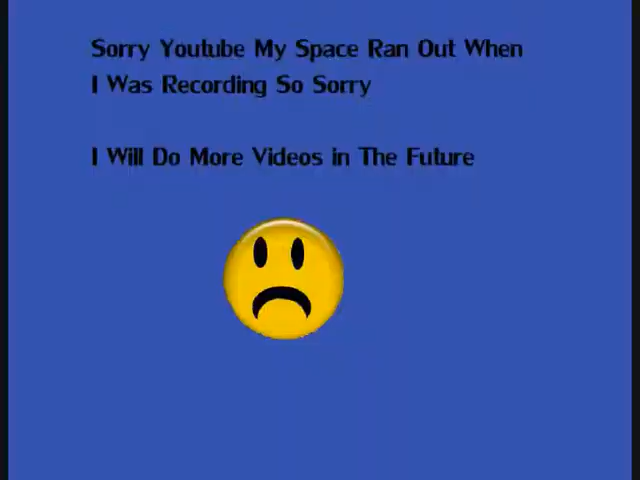 Sorry Youtube My Space Ran Out When
I Was Recording So Sorry
I Will Do More Videos in The Future